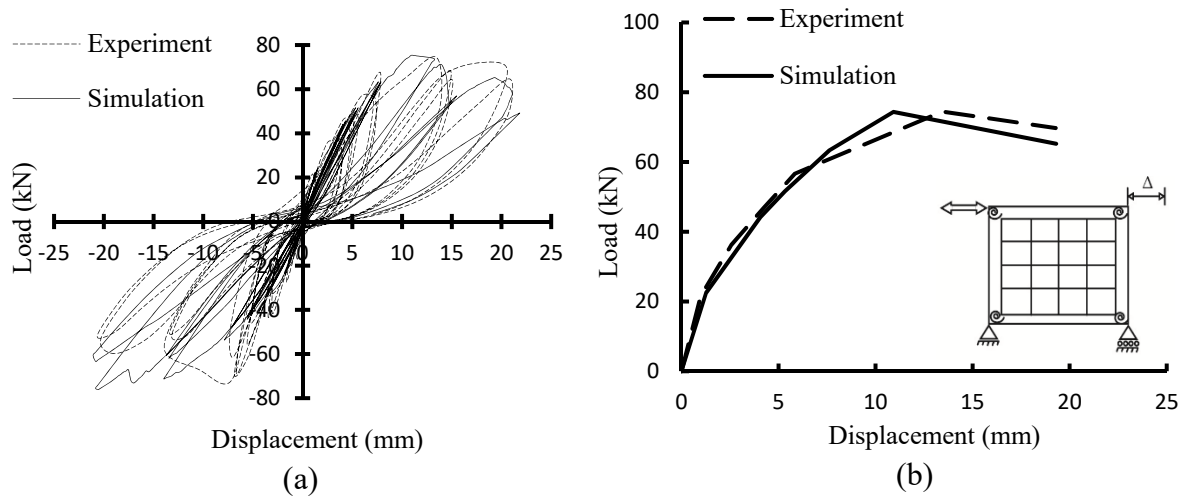 Experiment
Simulation
80
60
40
20
-0
-20
-40
-60
-80
-25
-20
-15
-10
-5
0
5
10
15
20
25
Load (kN)
Displacement (mm)
(a)
Experiment
Simulation
100
80
60
40
20
0
0
5
10
15
20
25
Load (kN)
Displacement (mm)
Δ
(b)